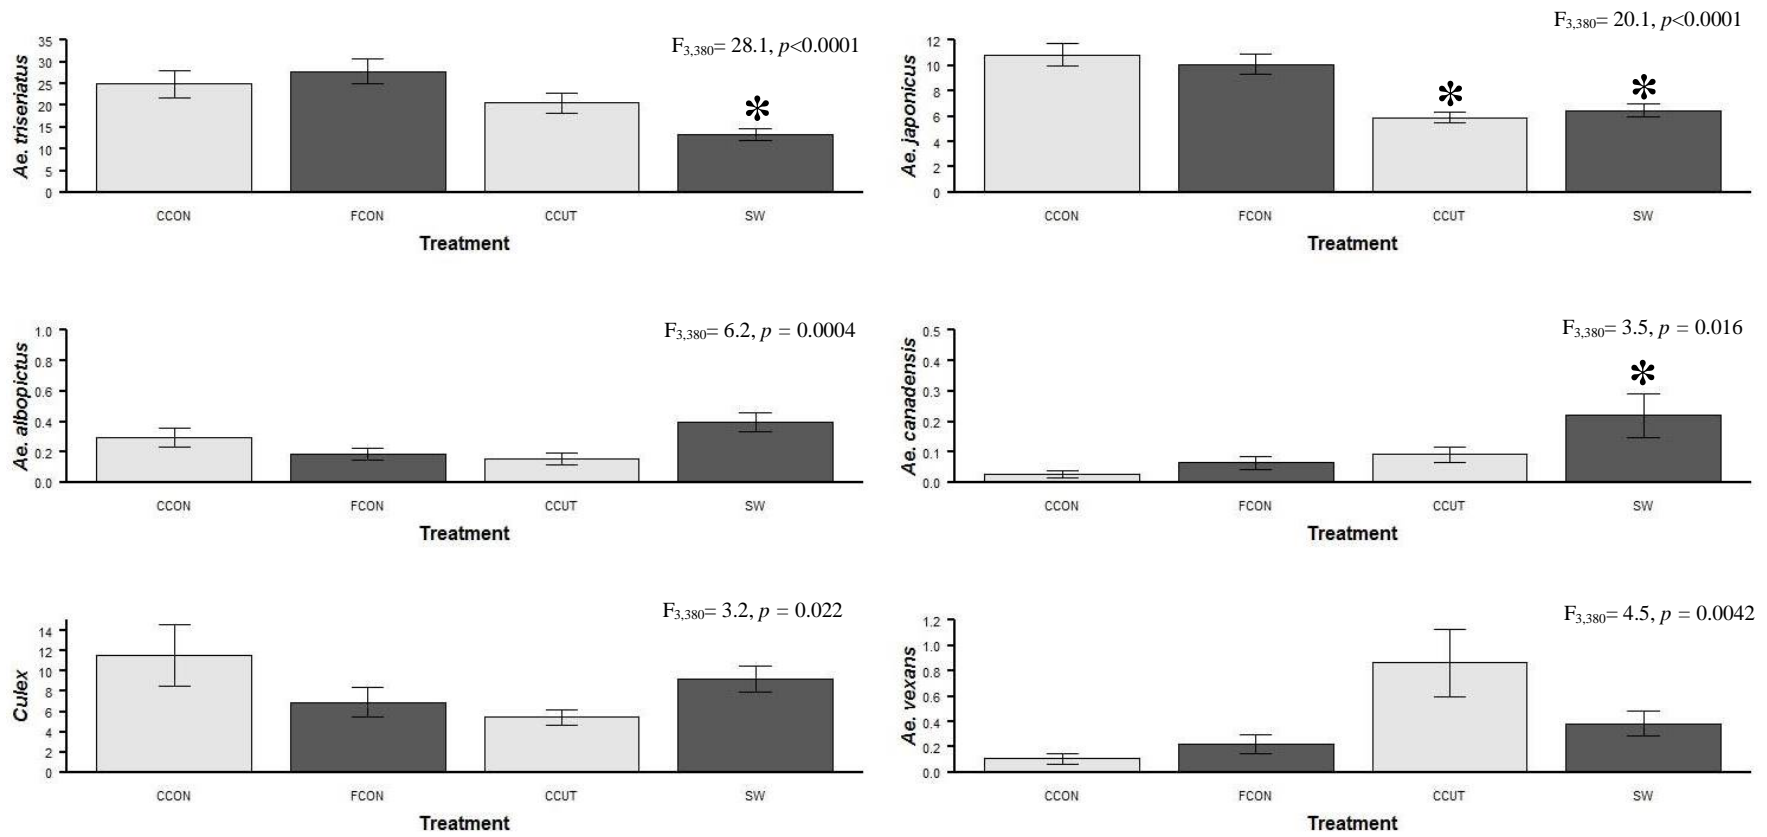 F3,380= 28.1, p<0.0001
Ae. triseriatus
35
30
25
20
15
10
5
0
*
CCON FCON CCUT SW
Treatment
F3,380= 20.1, p<0.0001
Ae. japonicus
12
10
8
6
4
2
0
* *
CCON FCON CCUT SW
Treatment
F3,380= 6.2, p = 0.0004
Ae. albopictus
1.0
0.8
0.6
0.4
0.2
0.0
CCON FCON CCUT SW
Treatment
F3,380= 3.5, p = 0.016
Ae. canadensis
0.5
0.4
0.3
0.2
0.1
0.0
*
CCON FCON CCUT SW
Treatment
F3,380= 3.2, p = 0.022
Culex
14
12
10
8
6
4
2
0
CCON FCON CCUT SW
Treatment
F3,380= 4.5, p = 0.0042
Ae. vexans
1.2
1.0
0.8
0.6
0.4
0.2
0.0
CCON FCON CCUT SW
Treatment